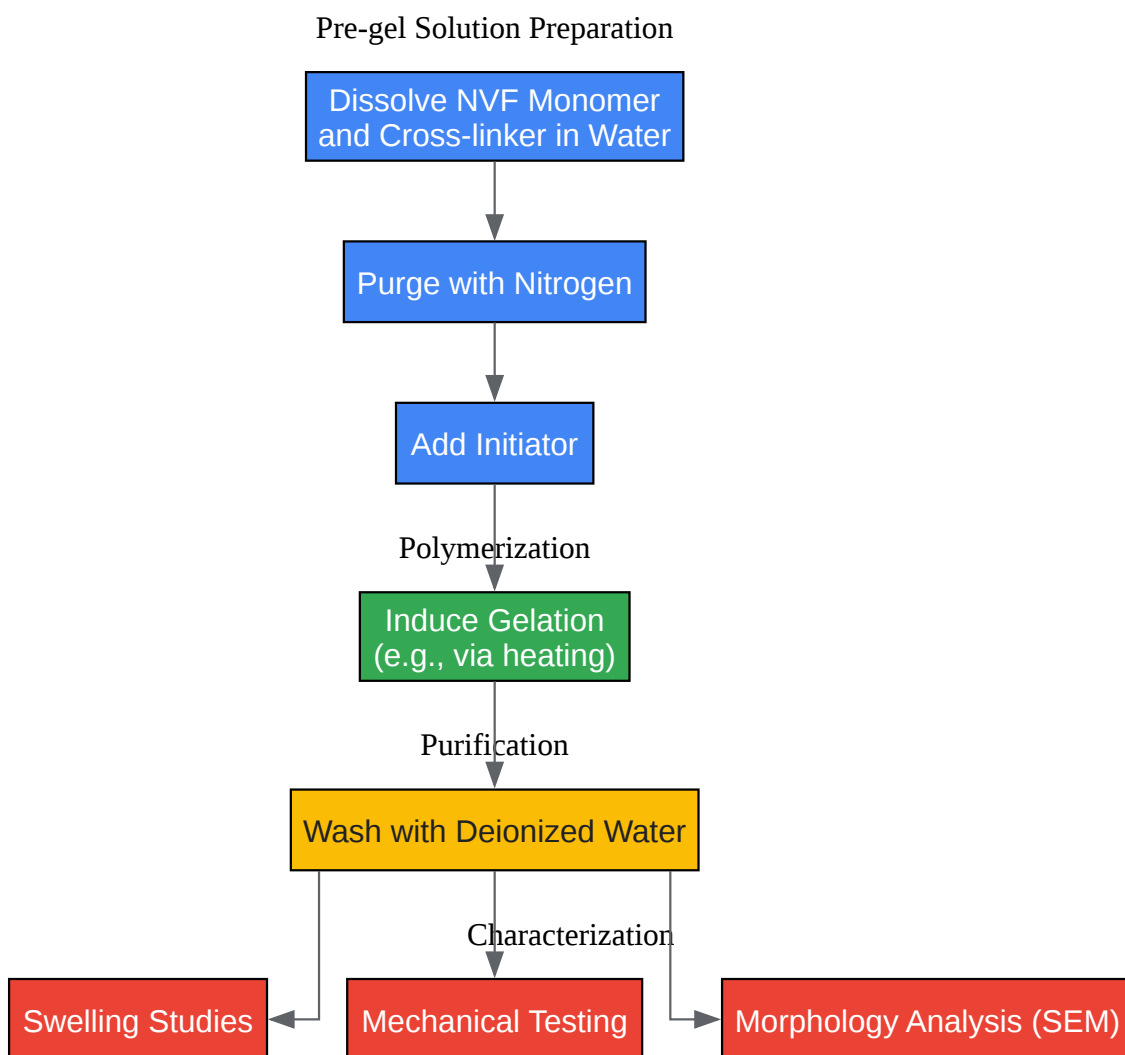 Pre-gel Solution Preparation
Dissolve NVF Monomer
and Cross-linker in Water
Purge with Nitrogen
Add Initiator
Polymerization
Induce Gelation
(e.g., via heating)
Purification
Wash with Deionized Water
Characterization
Swelling Studies
Mechanical Testing
Morphology Analysis (SEM)